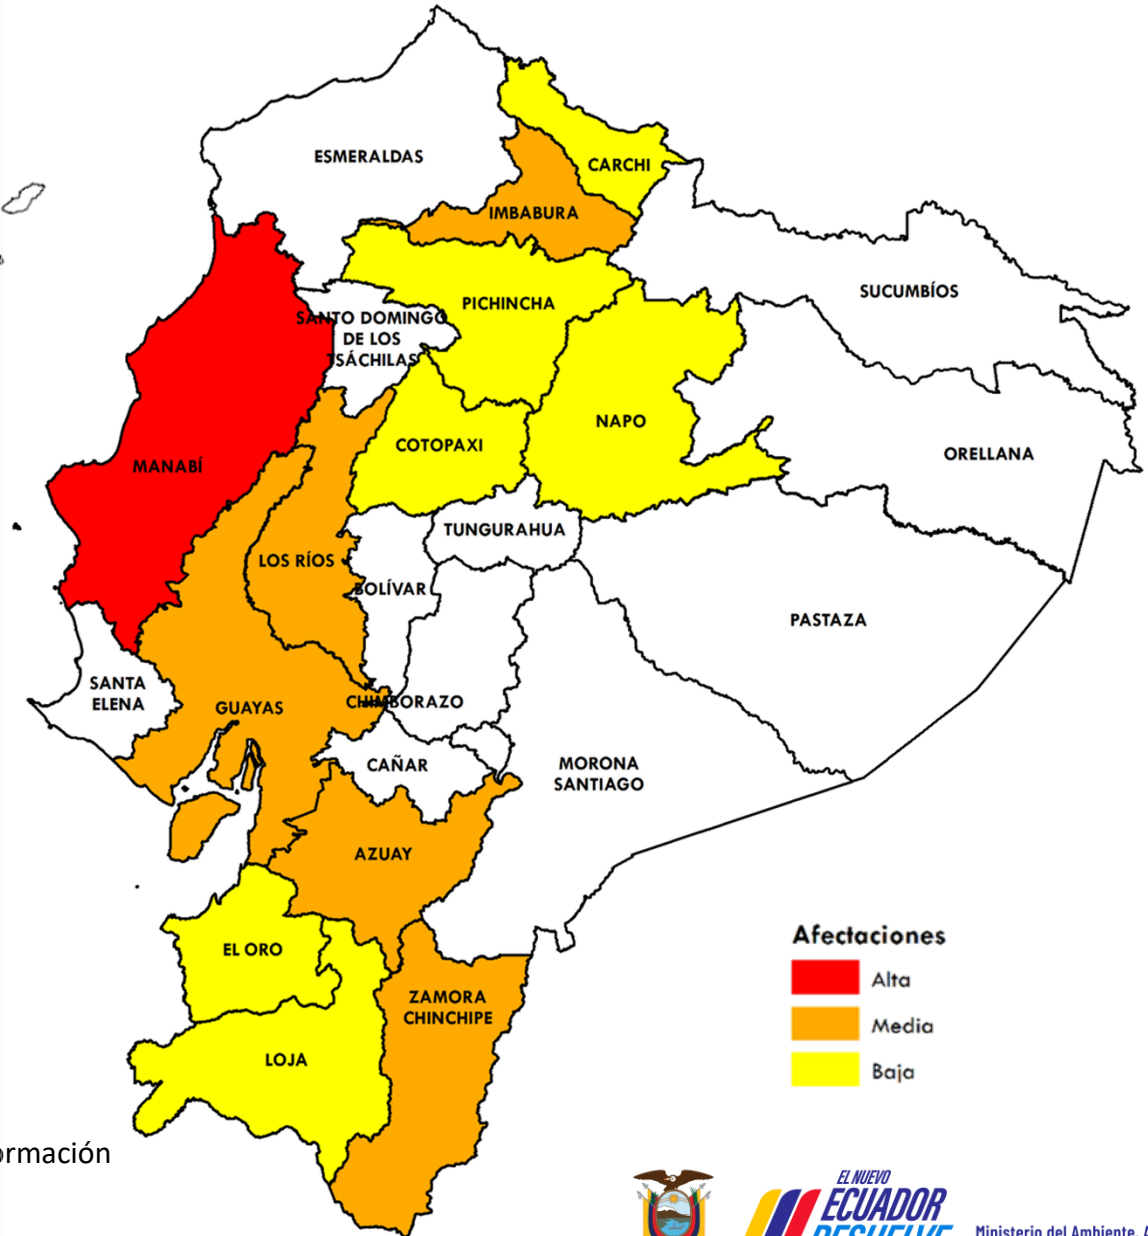 ESMERALDAS
CARCHI
IMBABURA
SUCUMBÍOS
PICHINCHA
SANTO DOMINGO
DE LOS
TSÁCHILAS
NAPO
COTOPAXI
ORELLANA
MANABÍ
TUNGURAHUA
LOS RÍOS
BOLÍVAR
PASTAZA
SANTA
ELENA
GUAYAS
CHIMBORAZO
CAÑAR
MORONA
SANTIAGO
AZUAY
EL ORO
ZAMORA
CHINCHIPE
LOJA
Afectaciones
Alta
Media
Baja
ormación
EL NUEVO
ECUADOR
RESUELVE
Ministerio del Ambiente, A